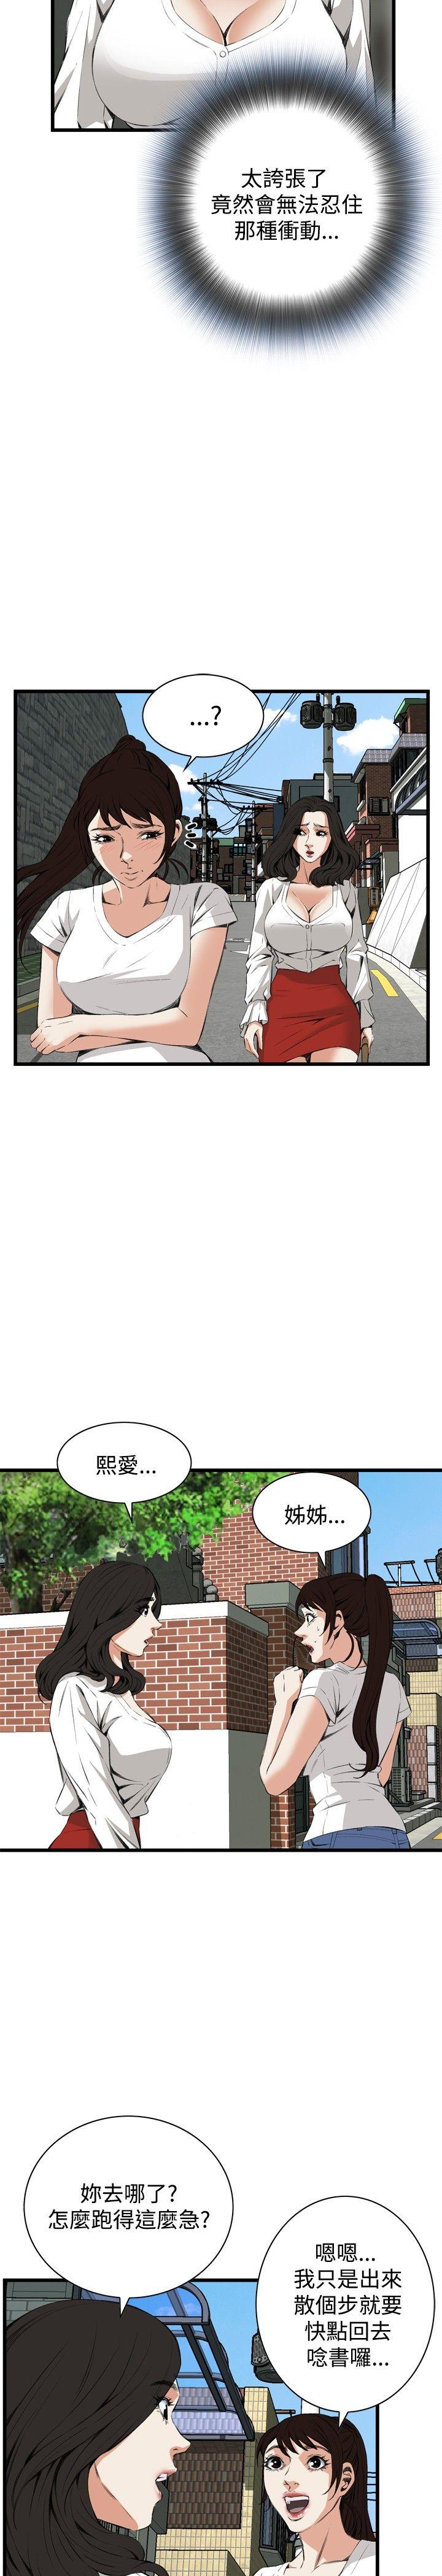 太誇張了
竟然會無法忍住
那種衝動...
...?
熙愛...
姊姊...
妳去哪了?
怎麼跑得這麼急?
嗯嗯...
我只是出來
散個步就要
快點回去
唸書囉...